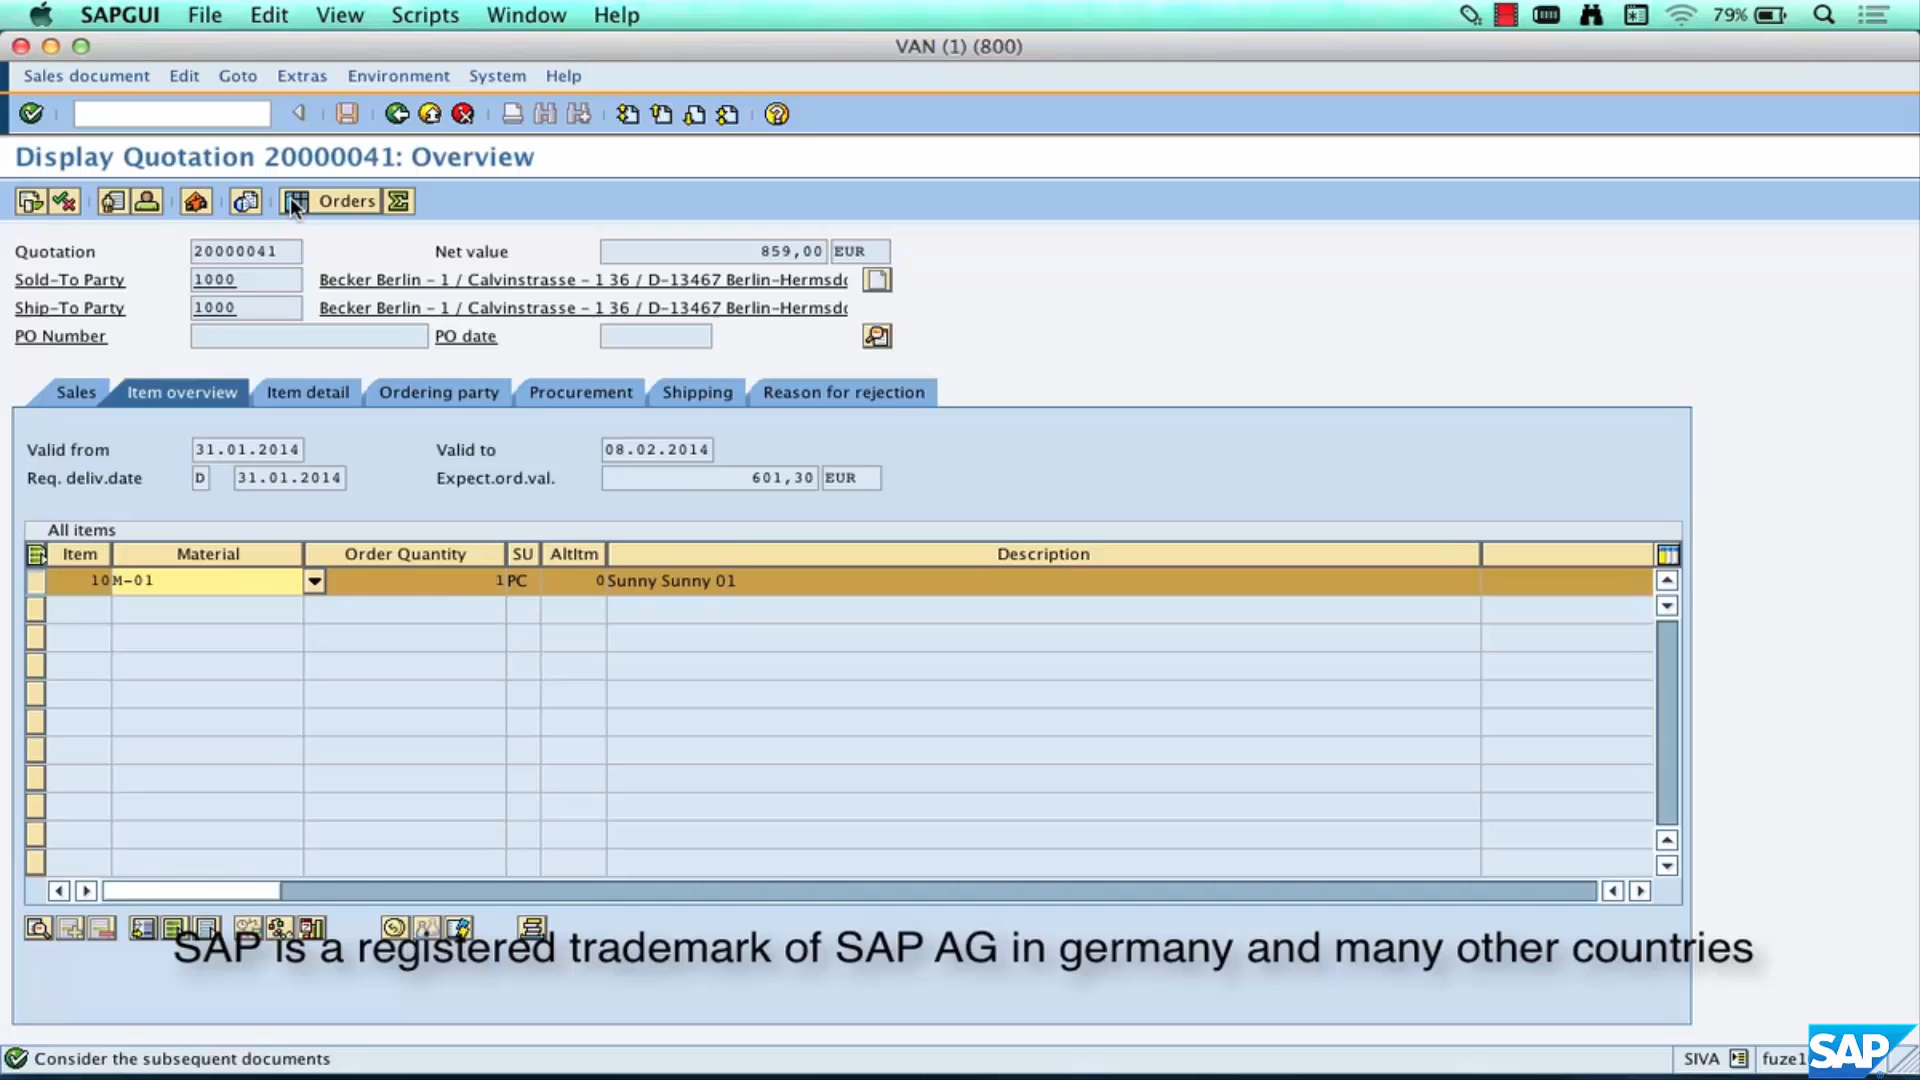 SAPGUI File Edit View Scripts Window Help 79%
VAN (1) (800)
Sales document Edit Goto Extras Environment System Help
Display Quotation 20000041: Overview
Orders
Quotation 20000041 Net value 859,00 EUR
Sold-To Party 1000 Becker Berlin - 1 / Calvinstrasse - 1 36 / D-13467 Berlin-Hermsdo
Ship-To Party 1000 Becker Berlin - 1 / Calvinstrasse - 1 36 / D-13467 Berlin-Hermsdo
PO Number PO date
Sales Item overview Item detail Ordering party Procurement Shipping Reason for rejection
Valid from 31.01.2014 Valid to 08.02.2014
Req. deliv.date D 31.01.2014 Expect.ord.val. 601,30 EUR
All items
Item Material Order Quantity SU AltItm Description
10 M-01 1 PC 0 Sunny Sunny 01
SAP is a registered trademark of SAP AG in germany and many other countries
Consider the subsequent documents SIVA fuze1
SAP